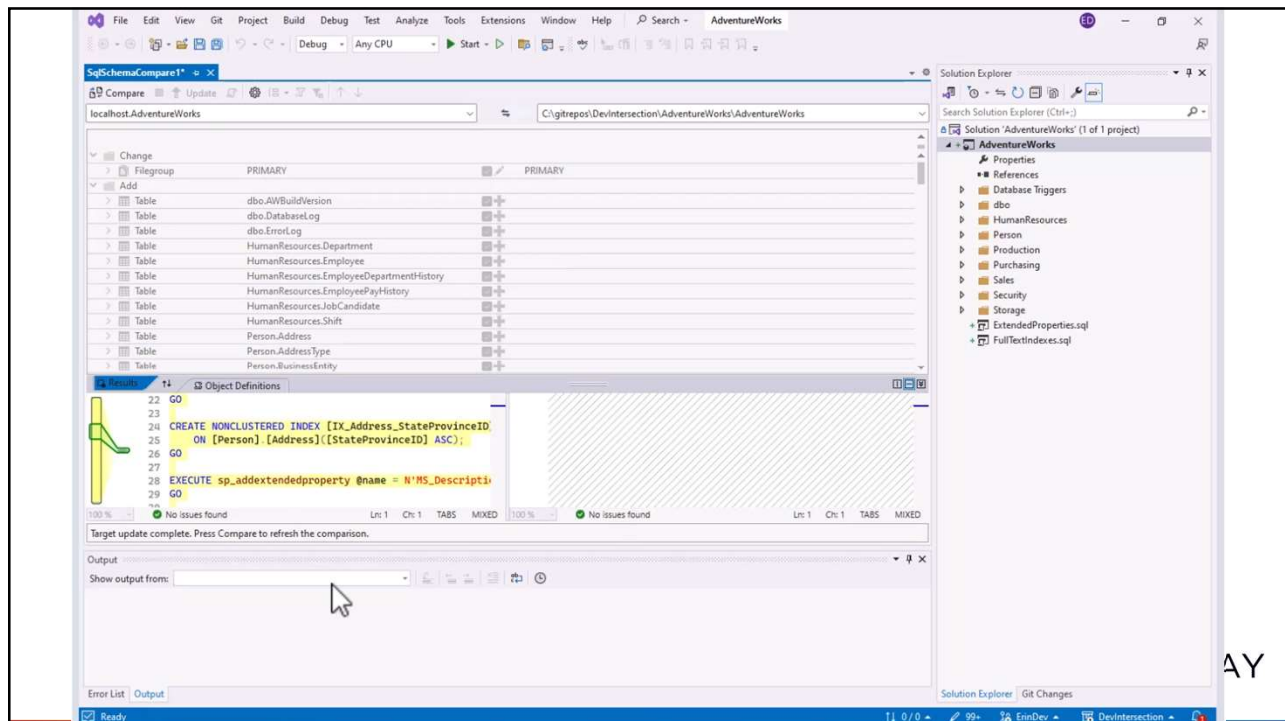 File Edit View Git Project Build Debug Test Analyze Tools Extensions Window Help Search AdventureWorks ED
Debug Any CPU Start
SqlSchemaCompare1*
Compare Update
localhost.AdventureWorks C:\gitrepos\DevIntersection\AdventureWorks\AdventureWorks
Change
Filegroup PRIMARY PRIMARY
Add
Table dbo.AWBuildVersion
Table dbo.DatabaseLog
Table dbo.ErrorLog
Table HumanResources.Department
Table HumanResources.Employee
Table HumanResources.EmployeeDepartmentHistory
Table HumanResources.EmployeePayHistory
Table HumanResources.JobCandidate
Table HumanResources.Shift
Table Person.Address
Table Person.AddressType
Table Person.BusinessEntity
Results Object Definitions
22 GO
23
24 CREATE NONCLUSTERED INDEX [IX_Address_StateProvinceID]
25 ON [Person].[Address]([StateProvinceID] ASC);
26 GO
27
28 EXECUTE sp_addextendedproperty @name = N'MS_Descripti
29 GO
100 % No issues found Ln: 1 Ch: 1 TABS MIXED 100 % No issues found Ln: 1 Ch: 1 TABS MIXED
Target update complete. Press Compare to refresh the comparison.
Output
Show output from:
Error List Output
Solution Explorer
Search Solution Explorer (Ctrl+;)
Solution 'AdventureWorks' (1 of 1 project)
AdventureWorks
Properties
References
Database Triggers
dbo
HumanResources
Person
Production
Purchasing
Sales
Security
Storage
ExtendedProperties.sql
FullTextIndexes.sql
Solution Explorer Git Changes
AY
Ready 0 / 0 99+ ErinDev DevIntersection